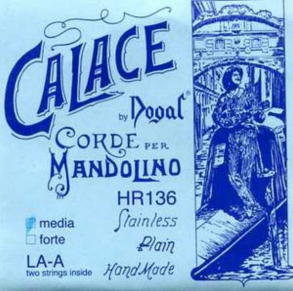 CALACE
by Dogal®
CORDE PER
MANDOLINO
HR136
media
forte
LA-A
two strings inside
Stainless
Plain
HandMade